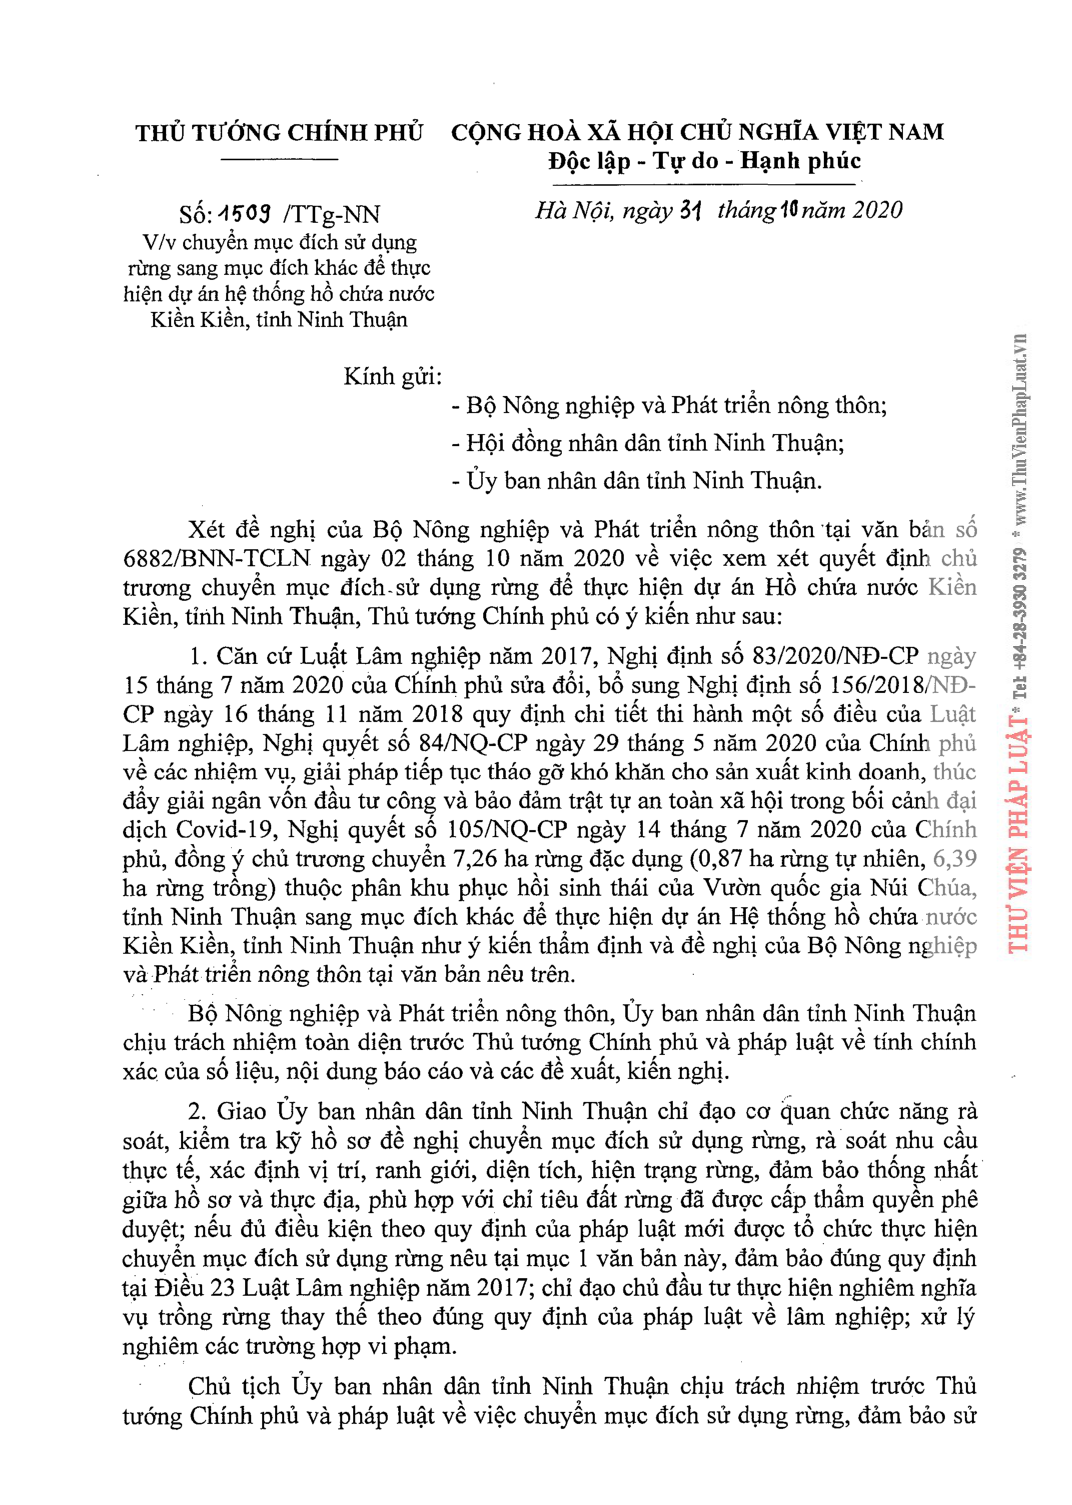 THỦ TƯỚNG CHÍNH PHỦ
CỘNG HOÀ XÃ HỘI CHỦ NGHĨA VIỆT NAM
Độc lập - Tự do - Hạnh phúc
Số: 1509 /TTg-NN
V/v chuyển mục đích sử dụng
rừng sang mục đích khác để thực
hiện dự án hệ thống hồ chứa nước
Kiền Kiền, tỉnh Ninh Thuận
Hà Nội, ngày 31 tháng 10 năm 2020
Kính gửi:
- Bộ Nông nghiệp và Phát triển nông thôn;
- Hội đồng nhân dân tỉnh Ninh Thuận;
- Ủy ban nhân dân tỉnh Ninh Thuận.
Xét đề nghị của Bộ Nông nghiệp và Phát triển nông thôn tại văn bản số
6882/BNN-TCLN ngày 02 tháng 10 năm 2020 về việc xem xét quyết định chủ
trương chuyển mục đích sử dụng rừng để thực hiện dự án Hồ chứa nước Kiền
Kiền, tỉnh Ninh Thuận, Thủ tướng Chính phủ có ý kiến như sau:
1. Căn cứ Luật Lâm nghiệp năm 2017, Nghị định số 83/2020/NĐ-CP ngày
15 tháng 7 năm 2020 của Chính phủ sửa đổi, bổ sung Nghị định số 156/2018/NĐ-
CP ngày 16 tháng 11 năm 2018 quy định chi tiết thi hành một số điều của Luật
Lâm nghiệp, Nghị quyết số 84/NQ-CP ngày 29 tháng 5 năm 2020 của Chính phủ
về các nhiệm vụ, giải pháp tiếp tục tháo gỡ khó khăn cho sản xuất kinh doanh, thúc
đẩy giải ngân vốn đầu tư công và bảo đảm trật tự an toàn xã hội trong bối cảnh đại
dịch Covid-19, Nghị quyết số 105/NQ-CP ngày 14 tháng 7 năm 2020 của Chính
phủ, đồng ý chủ trương chuyển 7,26 ha rừng đặc dụng (0,87 ha rừng tự nhiên, 6,39
ha rừng trồng) thuộc phân khu phục hồi sinh thái của Vườn quốc gia Núi Chúa,
tỉnh Ninh Thuận sang mục đích khác để thực hiện dự án Hệ thống hồ chứa nước
Kiền Kiền, tỉnh Ninh Thuận như ý kiến thẩm định và đề nghị của Bộ Nông nghiệp
và Phát triển nông thôn tại văn bản nêu trên.
Bộ Nông nghiệp và Phát triển nông thôn, Ủy ban nhân dân tỉnh Ninh Thuận
chịu trách nhiệm toàn diện trước Thủ tướng Chính phủ và pháp luật về tính chính
xác của số liệu, nội dung báo cáo và các đề xuất, kiến nghị.
2. Giao Ủy ban nhân dân tỉnh Ninh Thuận chỉ đạo cơ quan chức năng rà
soát, kiểm tra kỹ hồ sơ đề nghị chuyển mục đích sử dụng rừng, rà soát nhu cầu
thực tế, xác định vị trí, ranh giới, diện tích, hiện trạng rừng, đảm bảo thống nhất
giữa hồ sơ và thực địa, phù hợp với chỉ tiêu đất rừng đã được cấp thẩm quyền phê
duyệt; nếu đủ điều kiện theo quy định của pháp luật mới được tổ chức thực hiện
chuyển mục đích sử dụng rừng nêu tại mục 1 văn bản này, đảm bảo đúng quy định
tại Điều 23 Luật Lâm nghiệp năm 2017; chỉ đạo chủ đầu tư thực hiện nghiêm nghĩa
vụ trồng rừng thay thế theo đúng quy định của pháp luật về lâm nghiệp; xử lý
nghiêm các trường hợp vi phạm.
Chủ tịch Ủy ban nhân dân tỉnh Ninh Thuận chịu trách nhiệm trước Thủ
tướng Chính phủ và pháp luật về việc chuyển mục đích sử dụng rừng, đảm bảo sử
THƯ VIỆN PHÁP LUẬT * Tel: +84-28-3930 3279 * www.ThuVienPhapLuat.vn